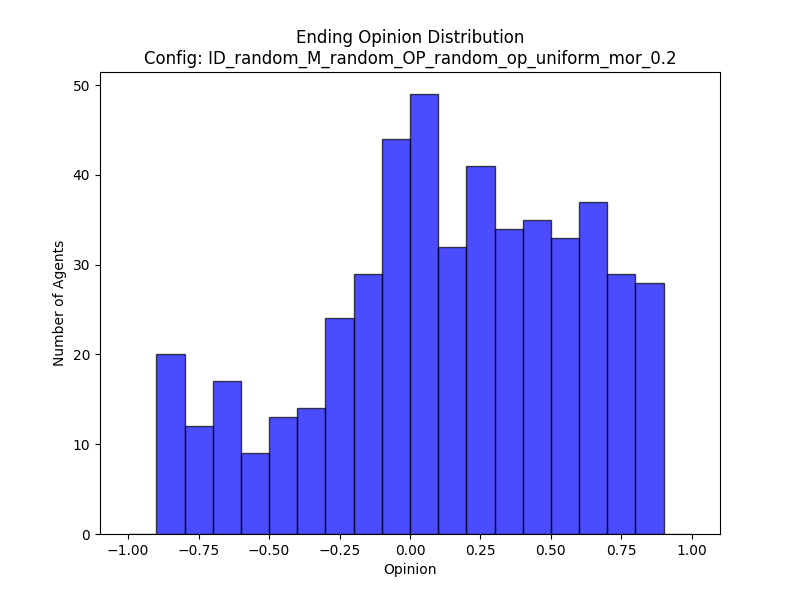 Ending Opinion Distribution
Config: ID_random_M_random_OP_random_op_uniform_mor_0.2
50
40
30
20
10
0
Number of Agents
−1.00 −0.75 −0.50 −0.25 0.00 0.25 0.50 0.75 1.00
Opinion